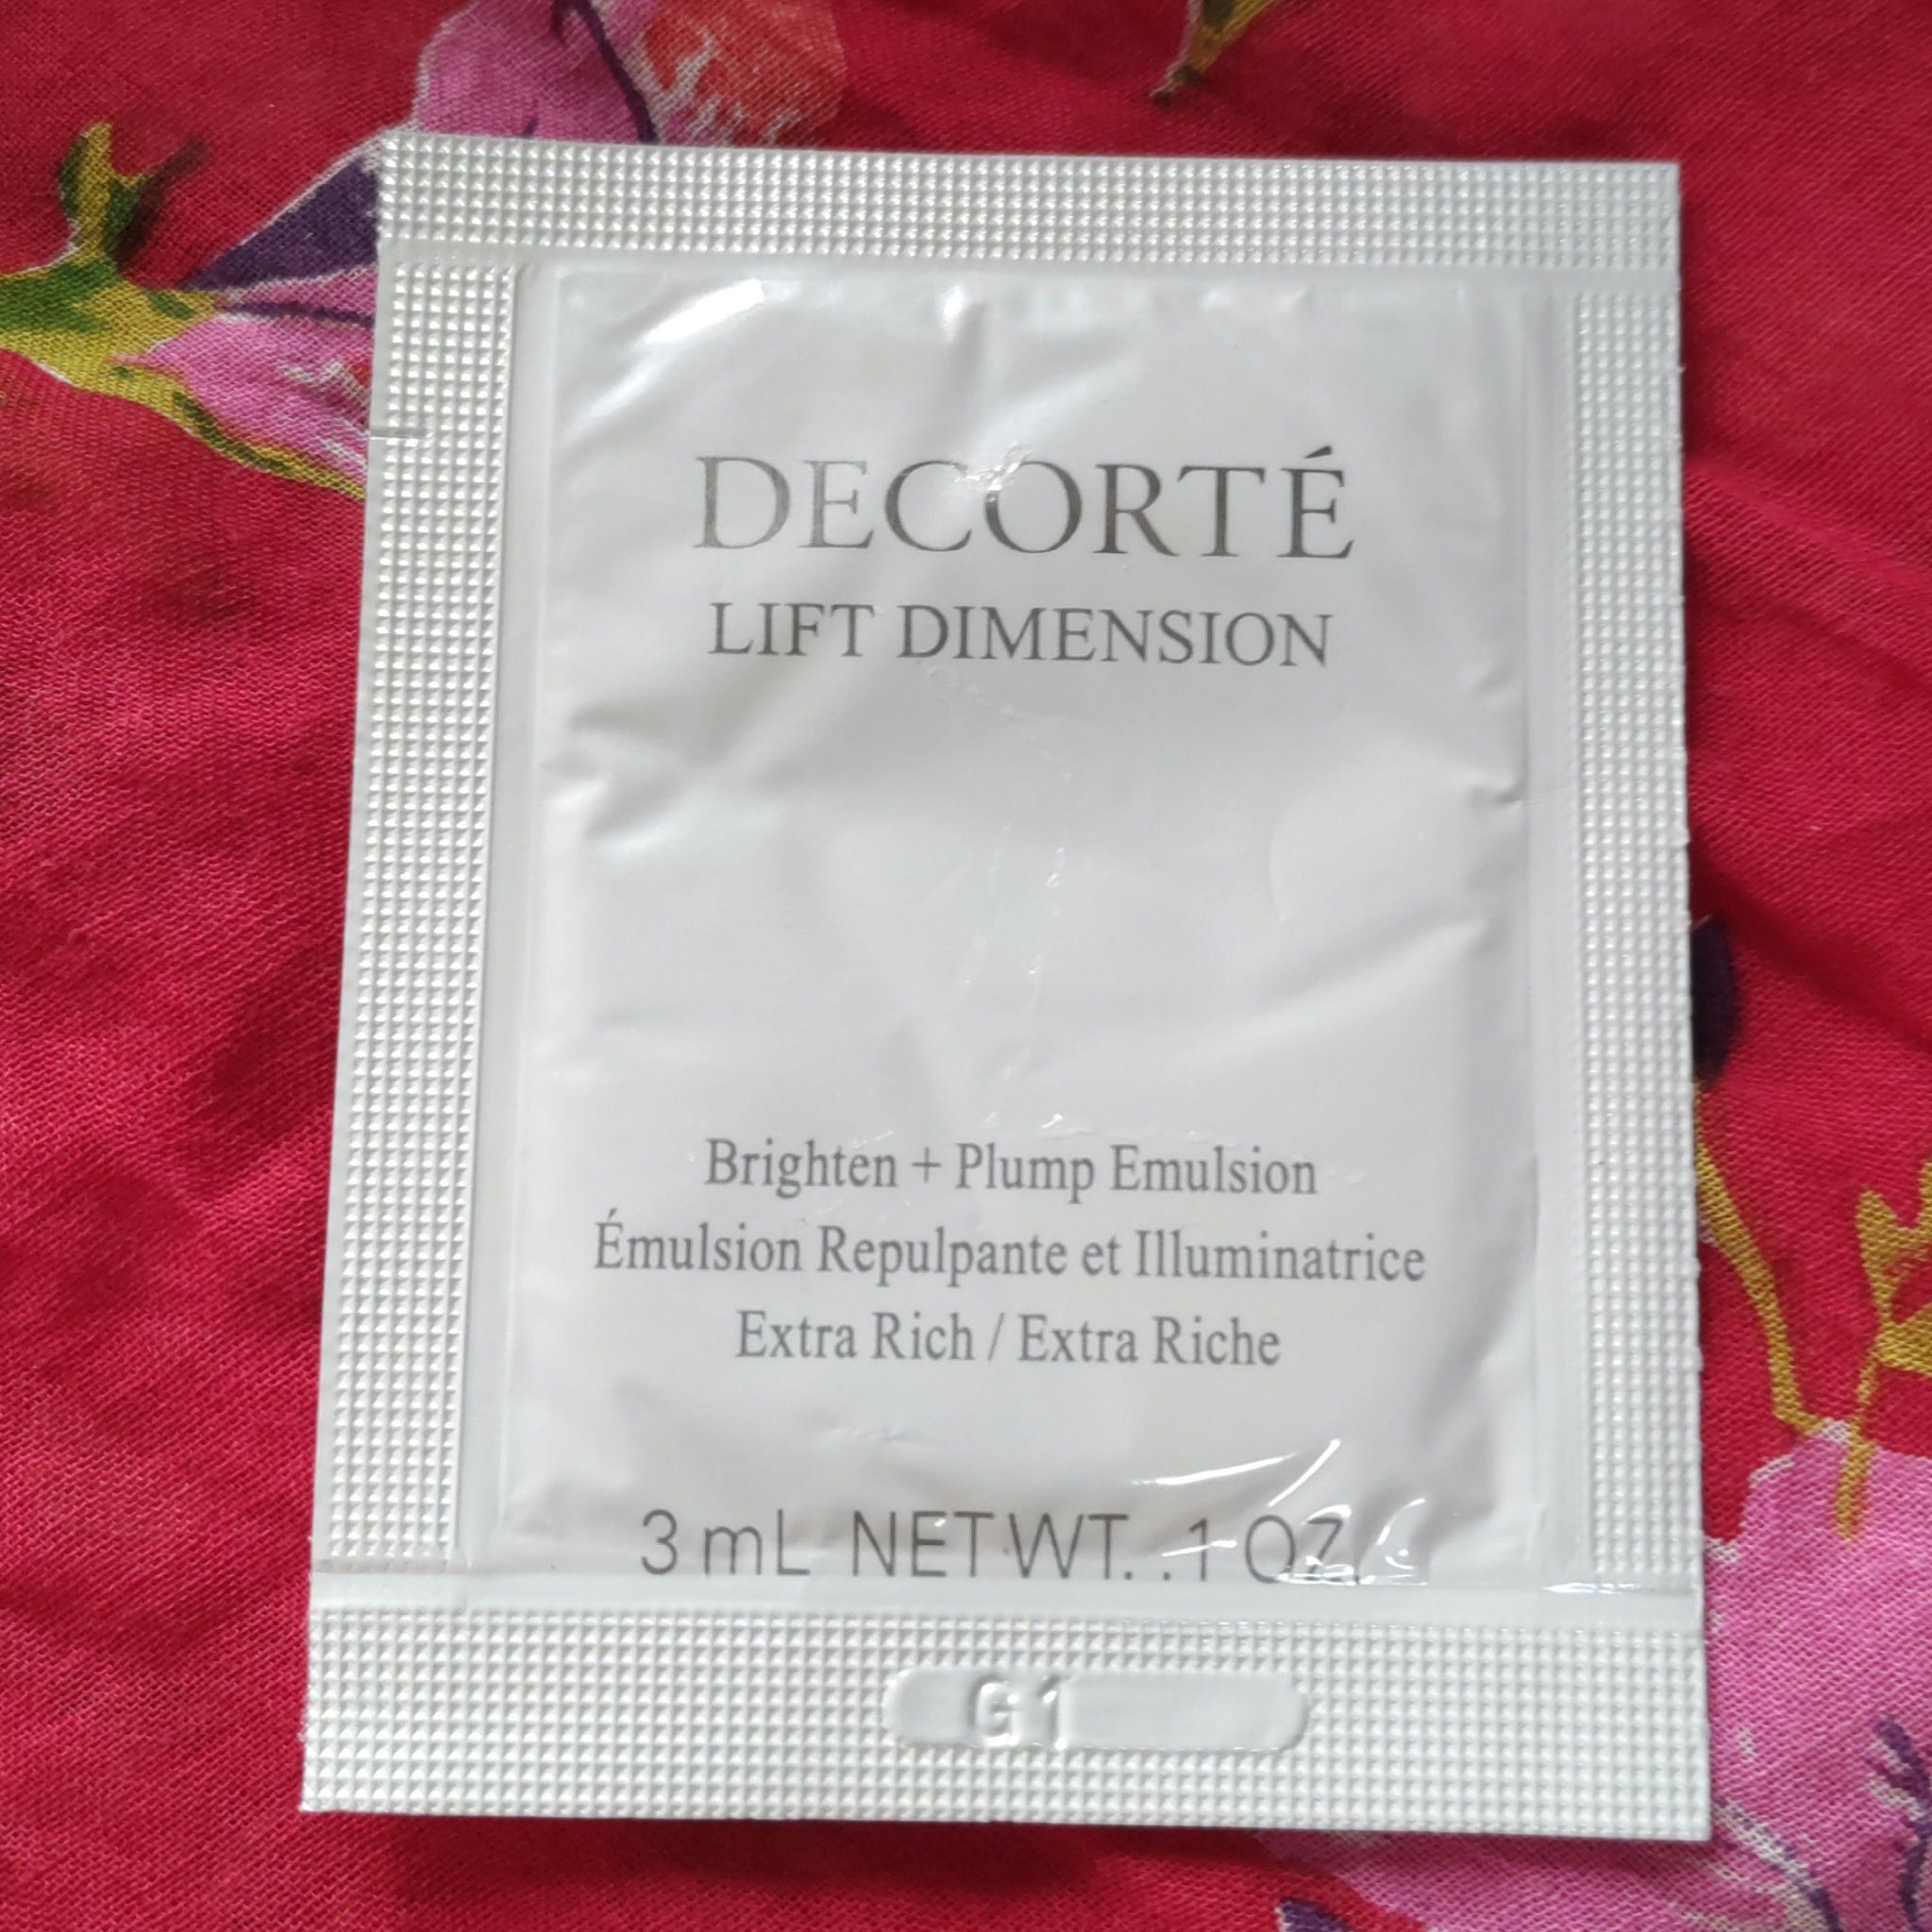 DECORTÉ
LIFT DIMENSION
Brighten + Plump Emulsion
Émulsion Repulpante et Illuminatrice
Extra Rich / Extra Riche
3 mL NET WT. .1 OZ.
G1